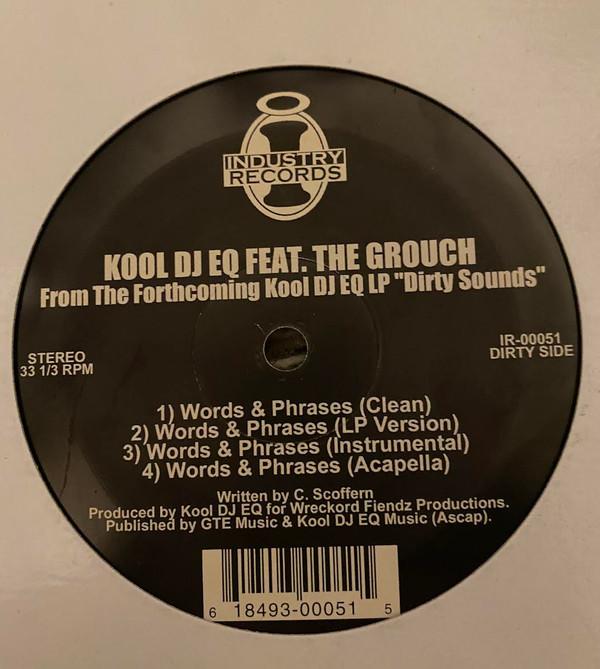 INDUSTRY
RECORDS
KOOL DJ EQ FEAT. THE GROUCH
From The Forthcoming Kool DJ EQ LP "Dirty Sounds"
STEREO
33 1/3 RPM
IR-00051
DIRTY SIDE
1) Words & Phrases (Clean)
2) Words & Phrases (LP Version)
3) Words & Phrases (Instrumental)
4) Words & Phrases (Acapella)
Written by C. Scoffern
Produced by Kool DJ EQ for Wreckord Fiendz Productions.
Published by GTE Music & Kool DJ EQ Music (Ascap).
6 18493-00051 5